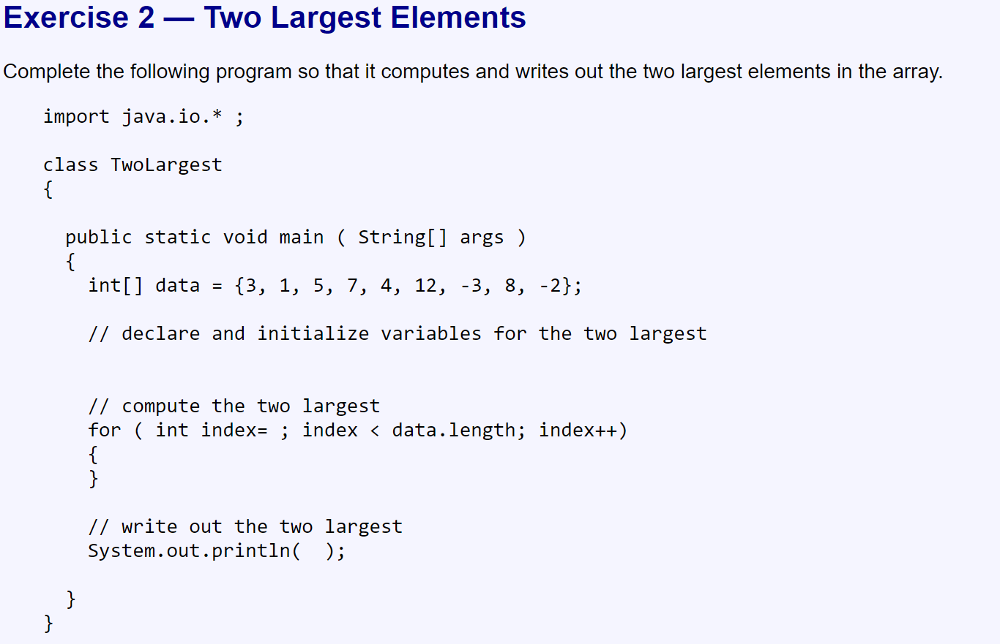 Exercise 2 — Two Largest Elements
Complete the following program so that it computes and writes out the two largest elements in the array.
import java.io.* ;
class TwoLargest
{
public static void main ( String[] args )
{
int[] data = {3, 1, 5, 7, 4, 12, -3, 8, -2};
// declare and initialize variables for the two largest
// compute the two largest
for ( int index= ; index < data.length; index++)
{
}
// write out the two largest
System.out.println(  );
}
}